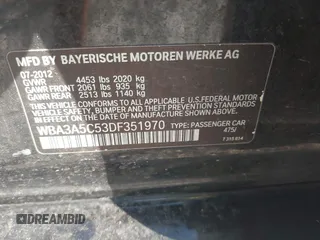 MFD BY BAYERISCHE MOTOREN WERKE AG
07-2012
GVWR 4453 lbs 2020 kg
GAWR FRONT 2061 lbs 935 kg
GAWR REAR 2513 lbs 1140 kg
THIS VEHICLE CONFORMS TO ALL APPLICABLE U.S. FEDERAL MOTOR
VEHICLE SAFETY, BUMPER, AND THEFT PREVENTION STANDARDS
IN EFFECT ON THE DATE OF MANUFACTURE SHOWN ABOVE.
WBA3A5C53DF351970 TYPE: PASSENGER CAR
475/
DREAMBID